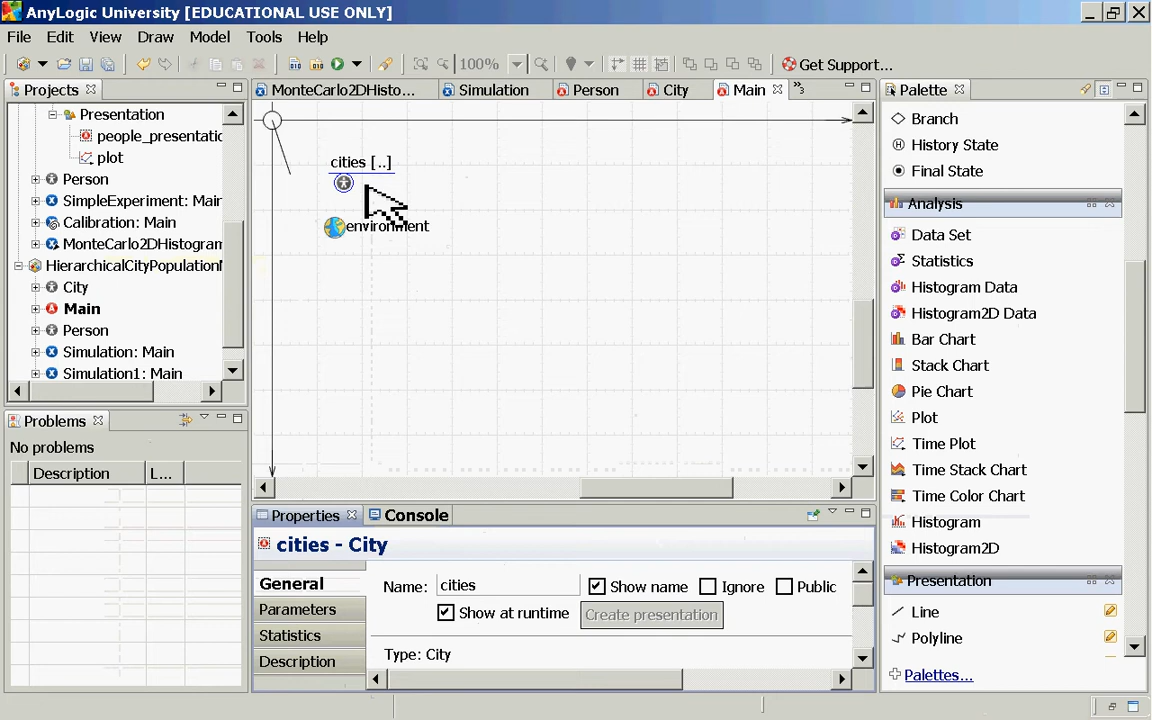 AnyLogic University [EDUCATIONAL USE ONLY]
File Edit View Draw Model Tools Help
100% Get Support...
Projects
Presentation
people_presentatic
plot
Person
SimpleExperiment: Mair
Calibration: Main
MonteCarlo2DHistogram
HierarchicalCityPopulation
City
Main
Person
Simulation: Main
Simulation1: Main
Problems
No problems
Description L...
MonteCarlo2DHisto... Simulation Person City Main »3
cities [..]
environment
Properties Console
cities - City
General
Parameters
Statistics
Description
Name: cities Show name Ignore Public
Show at runtime Create presentation
Type: City
Palette
Branch
History State
Final State
Analysis
Data Set
Statistics
Histogram Data
Histogram2D Data
Bar Chart
Stack Chart
Pie Chart
Plot
Time Plot
Time Stack Chart
Time Color Chart
Histogram
Histogram2D
Presentation
Line
Polyline
Palettes...